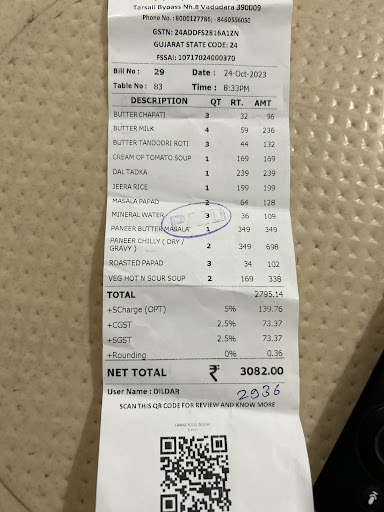 Tarsali Bypass Nh.8 Vadodara 390009
Phone No.: 8000127786, - 8460556050
GSTN: 24ADDFS2816A1ZN
GUJARAT STATE CODE: 24
FSSAI: 10717024000370
Bill No : 29 Date : 24-Oct-2023
Table No : 83 Time : 8:33PM
DESCRIPTION QT RT. AMT
BUTTER CHAPATI 3 32 96
BUTTER MILK 4 59 236
BUTTER TANDOORI ROTI 3 44 132
CREAM OF TOMATO SOUP 1 169 169
DAL TADKA 1 239 239
JEERA RICE 1 199 199
MASALA PAPAD 2 64 128
MINERAL WATER 3 36 109
PAID
PANEER BUTTER MASALA 1 349 349
PANEER CHILLY ( DRY /
GRAVY ) 2 349 698
ROASTED PAPAD 3 34 102
VEG HOT N SOUR SOUP 2 169 338
TOTAL 2795.14
+SCharge (OPT) 5% 139.76
+CGST 2.5% 73.37
+SGST 2.5% 73.37
+Rounding 0% 0.36
NET TOTAL ₹ 3082.00
User Name : DILDAR 2936
SCAN THIS QR CODE FOR REVIEW AND KNOW MORE